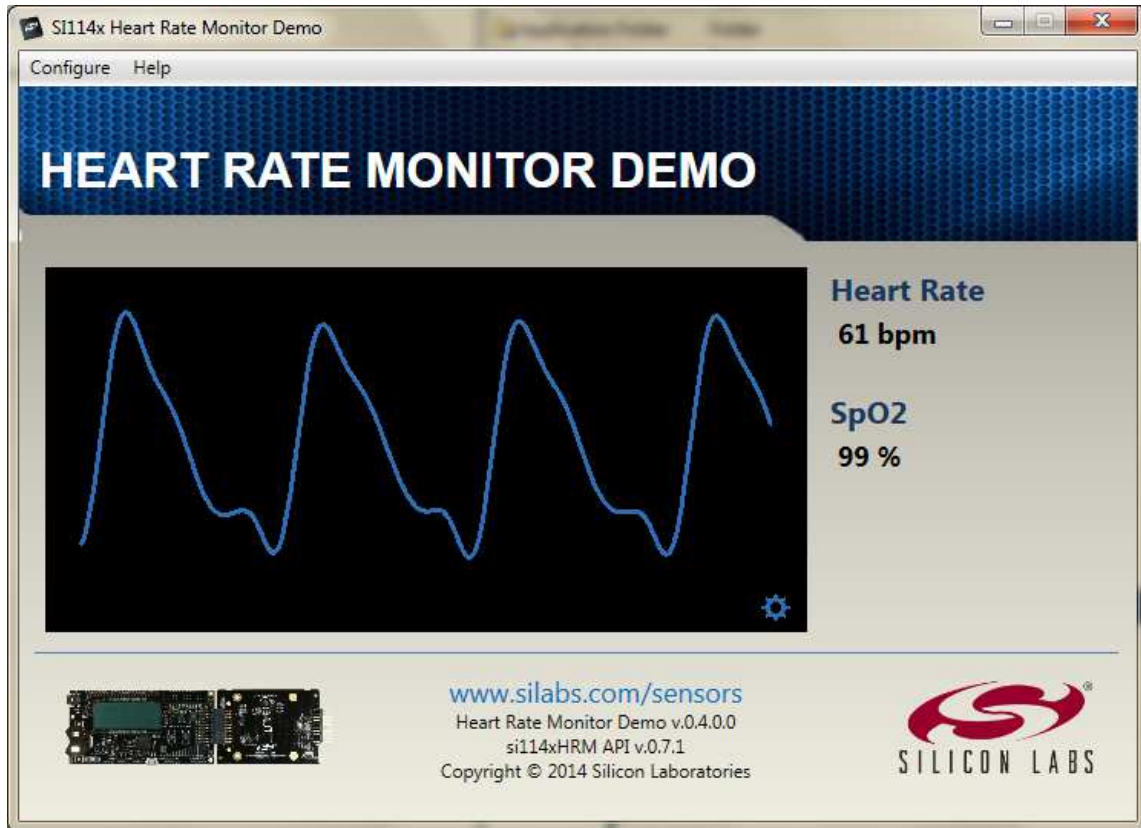 SI114x Heart Rate Monitor Demo
Configure Help
HEART RATE MONITOR DEMO
Heart Rate
61 bpm
SpO2
99 %
www.silabs.com/sensors
Heart Rate Monitor Demo v.0.4.0.0
si114xHRM API v.0.7.1
Copyright © 2014 Silicon Laboratories
®
SILICON LABS